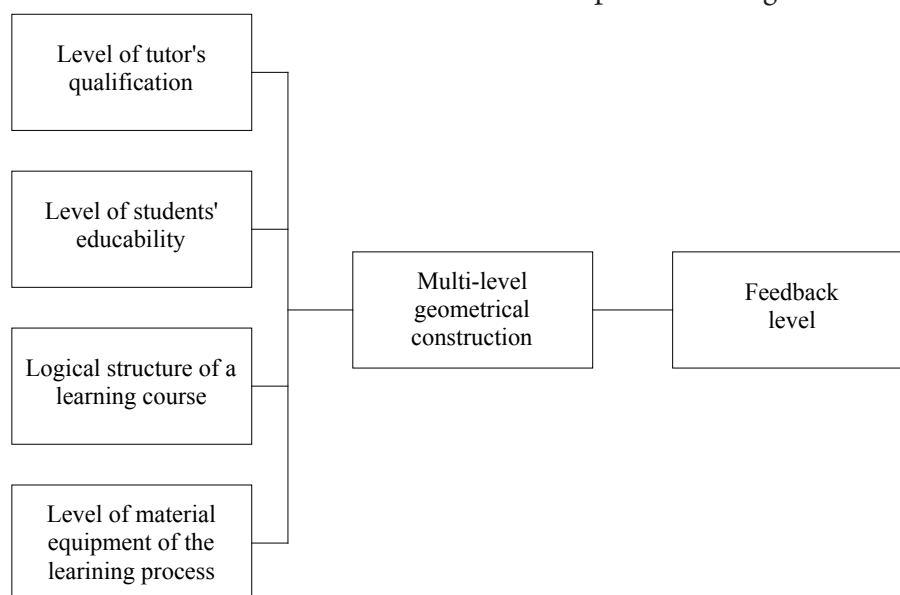 Level of tutor's
qualification
Level of students'
educability
Logical structure of a
learning course
Level of material
equipment of the
learining process
Multi-level
geometrical
construction
Feedback
level